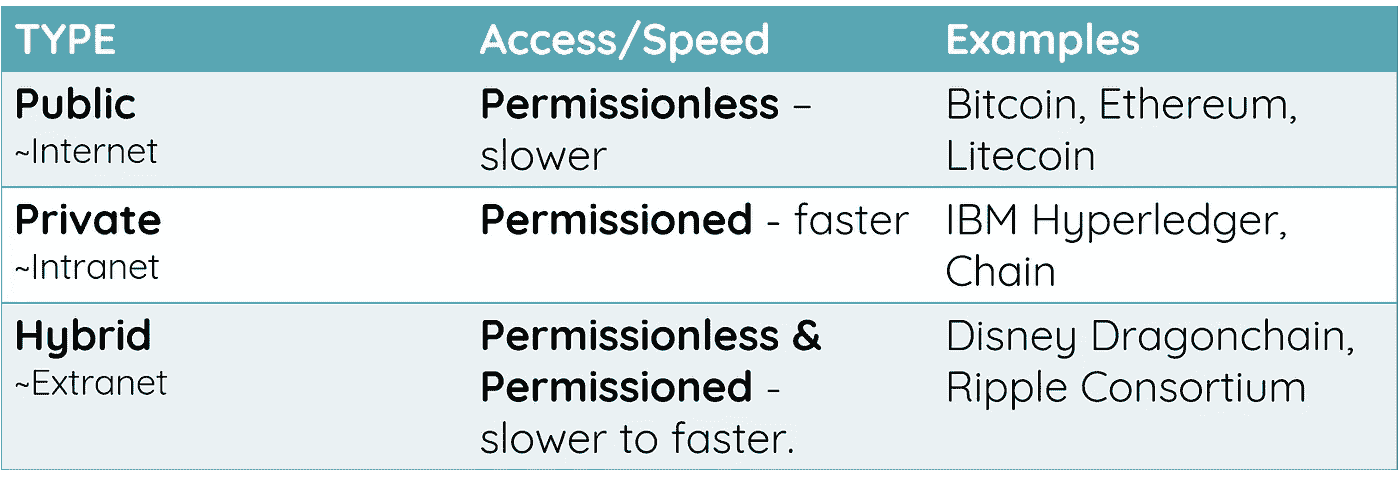 TYPE Access/Speed Examples
Public Permissionless – Bitcoin, Ethereum,
~Internet slower Litecoin
Private Permissioned - faster IBM Hyperledger,
~Intranet Chain
Hybrid Permissionless & Disney Dragonchain,
~Extranet Permissioned - Ripple Consortium
slower to faster.